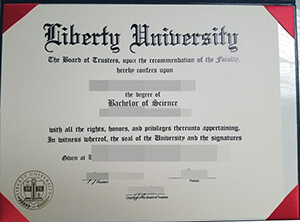 Liberty University
The Board of Trustees, upon the recommendation of the Faculty,
hereby confers upon
the degree of
Bachelor of Science
with all the rights, honors, and privileges thereunto appertaining.
In witness whereof, the seal of the University and the signatures
Given at
President